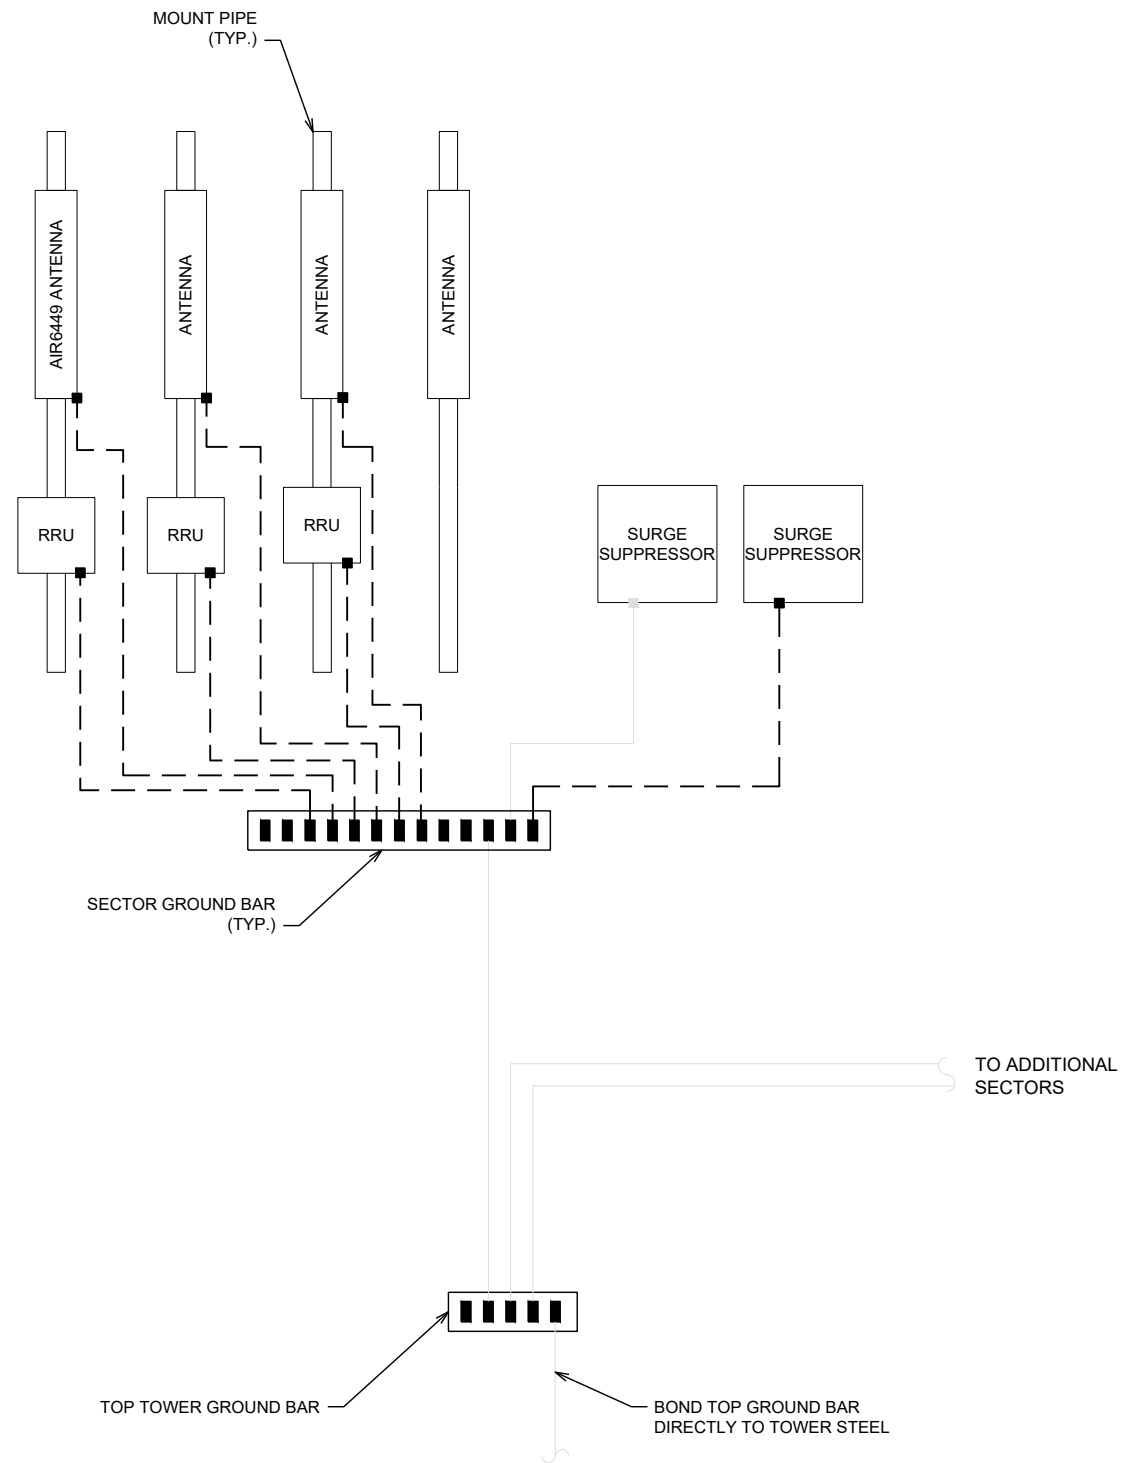 MOUNT PIPE
(TYP.)
AIR6449 ANTENNA
ANTENNA
ANTENNA
ANTENNA
RRU
RRU
RRU
SURGE
SUPPRESSOR
SURGE
SUPPRESSOR
SECTOR GROUND BAR
(TYP.)
TO ADDITIONAL
SECTORS
TOP TOWER GROUND BAR
BOND TOP GROUND BAR
DIRECTLY TO TOWER STEEL